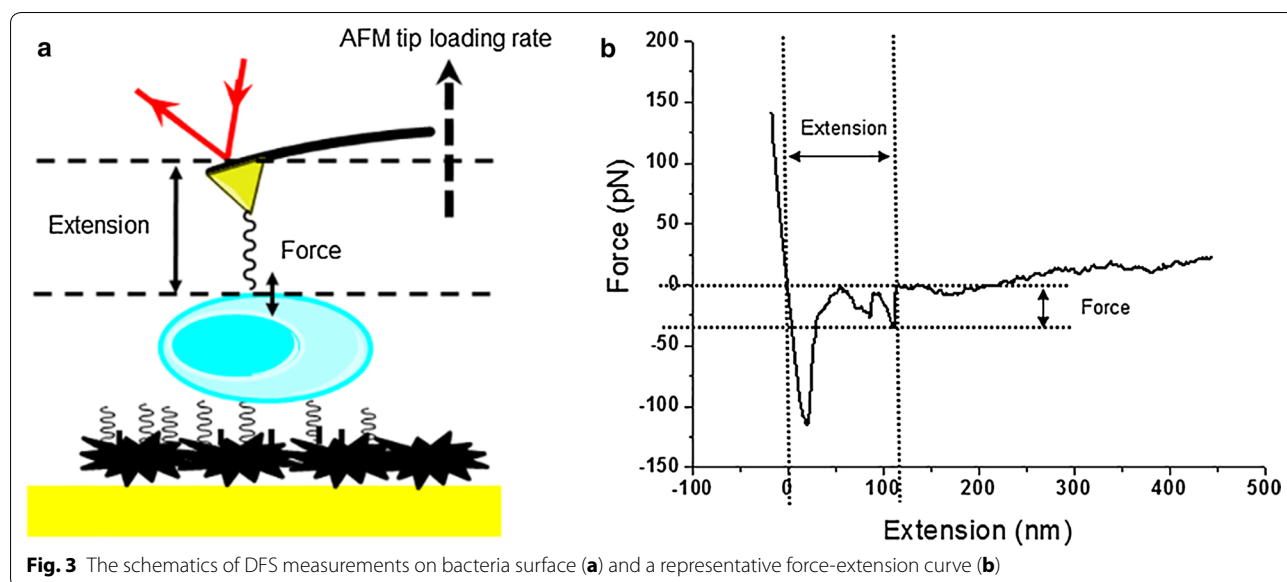 a
AFM tip loading rate
Extension
Force
b
200
150
100
50
0
-50
-100
-150
Force (pN)
Extension
Force
-100
0
100
200
300
400
500
Extension (nm)
Fig. 3 The schematics of DFS measurements on bacteria surface (a) and a representative force-extension curve (b)